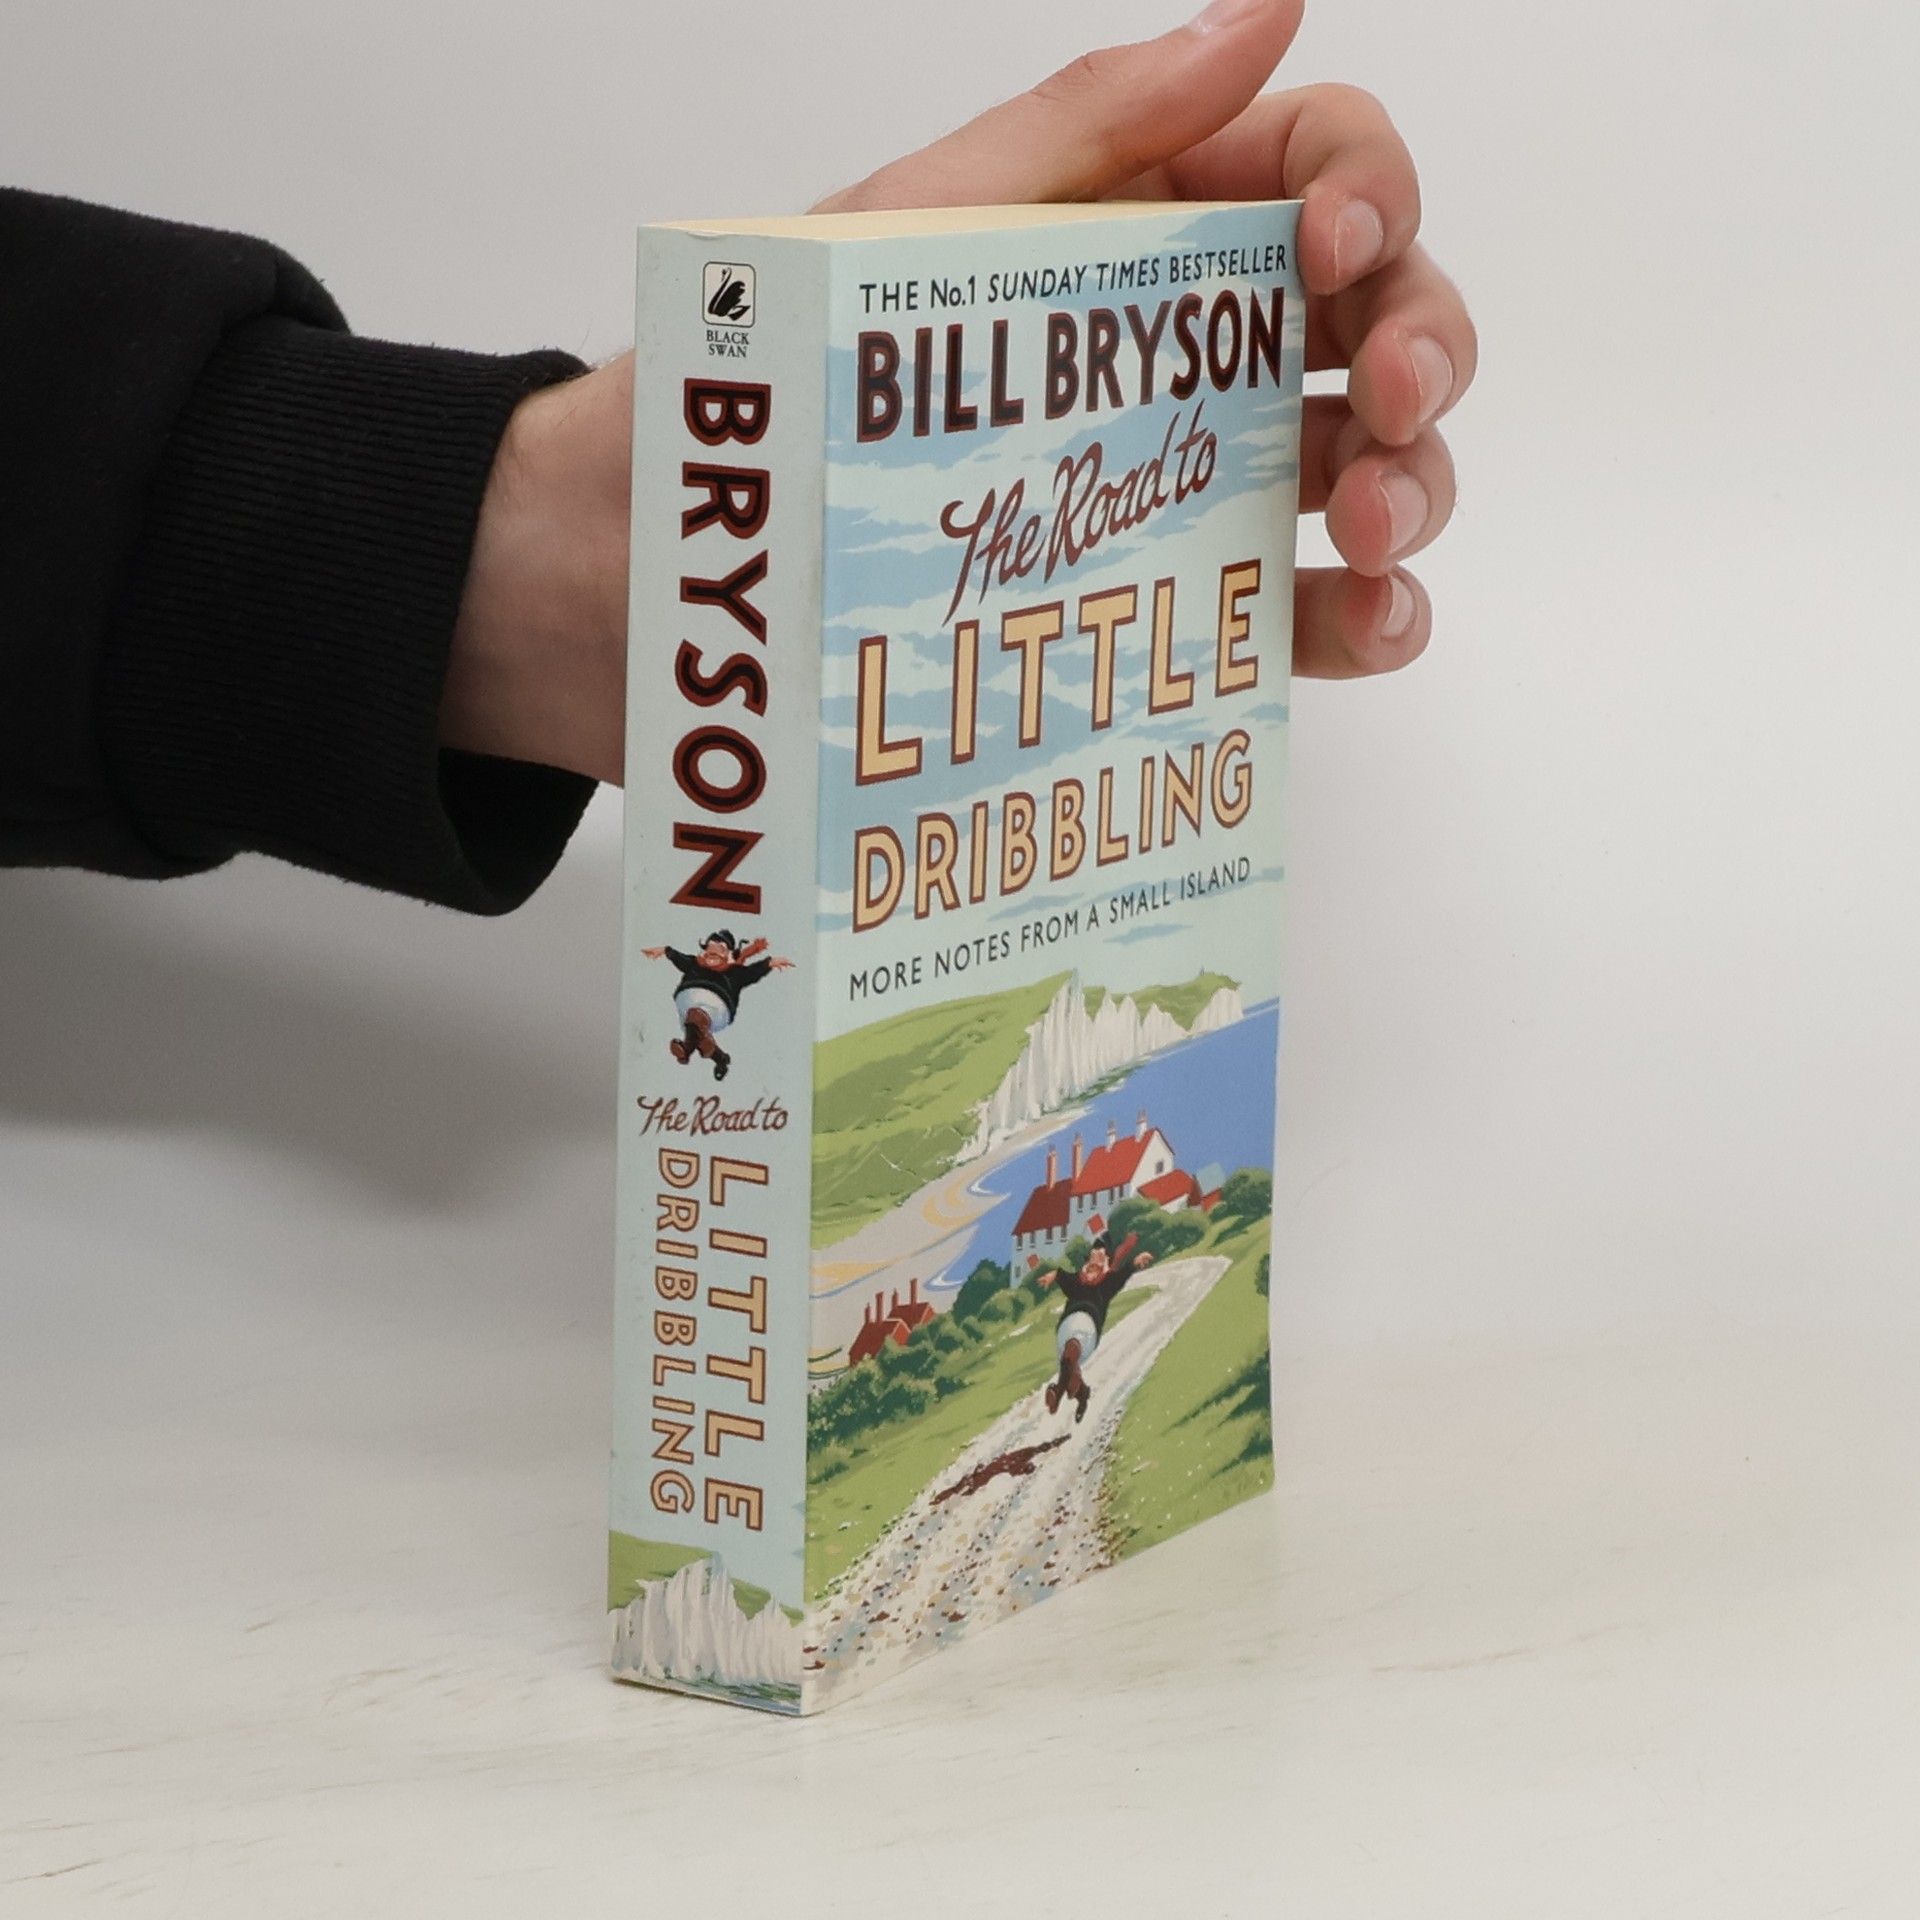 BLACK
SWAN
BRYSON
The Road to
LITTLE
DRIBBLING
THE No.1 SUNDAY TIMES BESTSELLER
BILL BRYSON
The Road to
LITTLE
DRIBBLING
MORE NOTES FROM A SMALL ISLAND